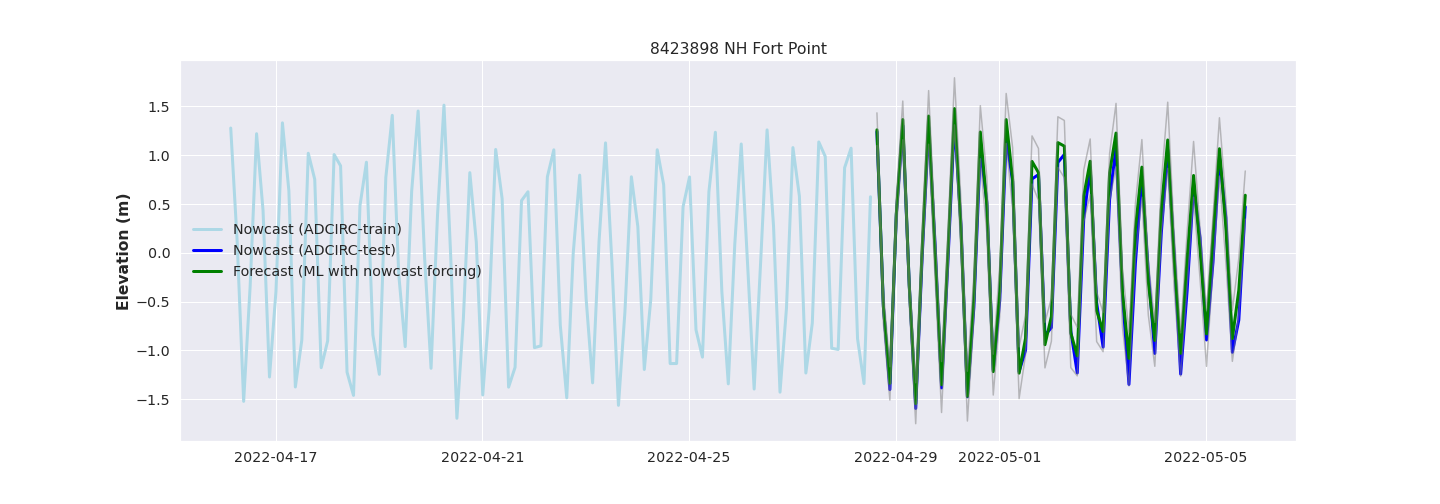 8423898 NH Fort Point
Elevation (m)
1.5
1.0
0.5
0.0
−0.5
−1.0
−1.5
Nowcast (ADCIRC-train)
Nowcast (ADCIRC-test)
Forecast (ML with nowcast forcing)
2022-04-17 2022-04-21 2022-04-25 2022-04-29 2022-05-01 2022-05-05